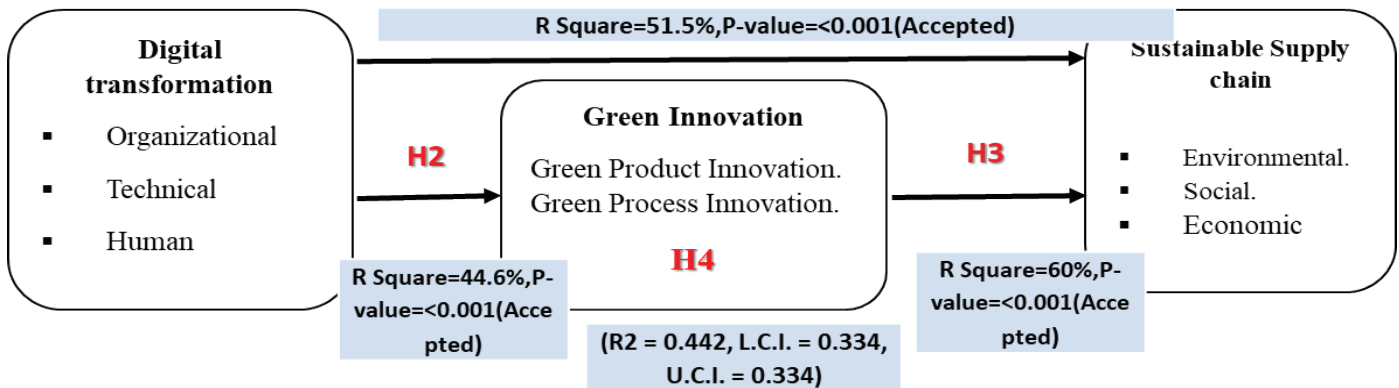 R Square=51.5%,P-value=<0.001(Accepted)
Digital
transformation
▪ Organizational
▪ Technical
▪ Human
H2
Green Innovation
Green Product Innovation.
Green Process Innovation.
H4
H3
Sustainable Supply
chain
▪ Environmental.
▪ Social.
▪ Economic
R Square=44.6%,P-
value=<0.001(Acce
pted)
(R2 = 0.442, L.C.I. = 0.334,
U.C.I. = 0.334)
R Square=60%,P-
value=<0.001(Acce
pted)